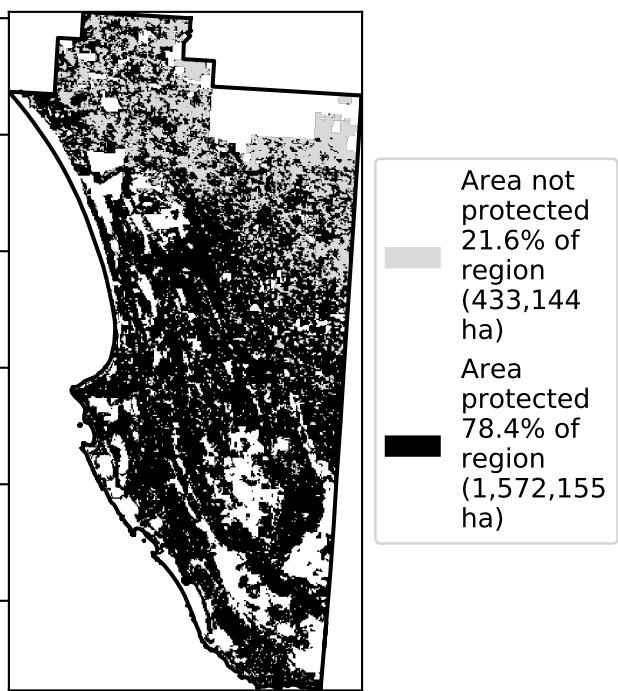 Area not
protected
21.6% of
region
(433,144
ha)
Area
protected
78.4% of
region
(1,572,155
ha)